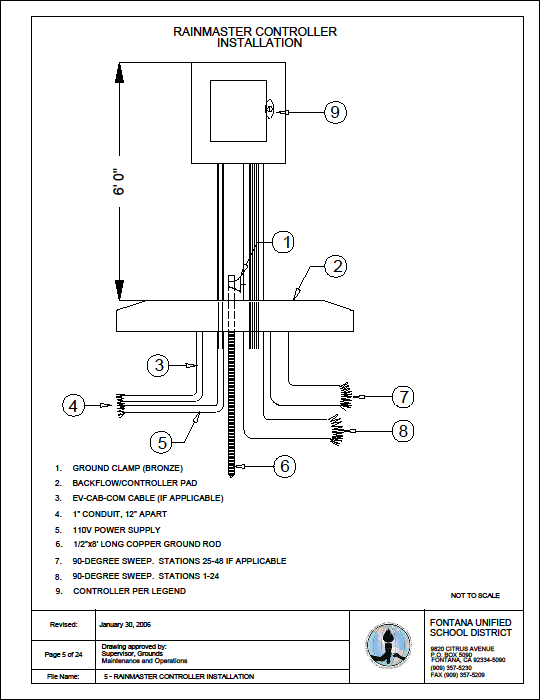 RAINMASTER CONTROLLER
INSTALLATION
9
6' 0"
1
2
3
4
5
6
7
8
1. GROUND CLAMP (BRONZE)
2. BACKFLOW/CONTROLLER PAD
3. EV-CAB-COM CABLE (IF APPLICABLE)
4. 1" CONDUIT, 12" APART
5. 110V POWER SUPPLY
6. 1/2"x8' LONG COPPER GROUND ROD
7. 90-DEGREE SWEEP. STATIONS 25-48 IF APPLICABLE
8. 90-DEGREE SWEEP. STATIONS 1-24
9. CONTROLLER PER LEGEND
NOT TO SCALE
Revised: January 30, 2006
Page 5 of 24
Drawing approved by:
Supervisor, Grounds
Maintenance and Operations
File Name: 5 - RAINMASTER CONTROLLER INSTALLATION
FONTANA UNIFIED
SCHOOL DISTRICT
9820 CITRUS AVENUE
P.O. BOX 5090
FONTANA, CA 92334-5090
(909) 357-5230
FAX (909) 357-5209